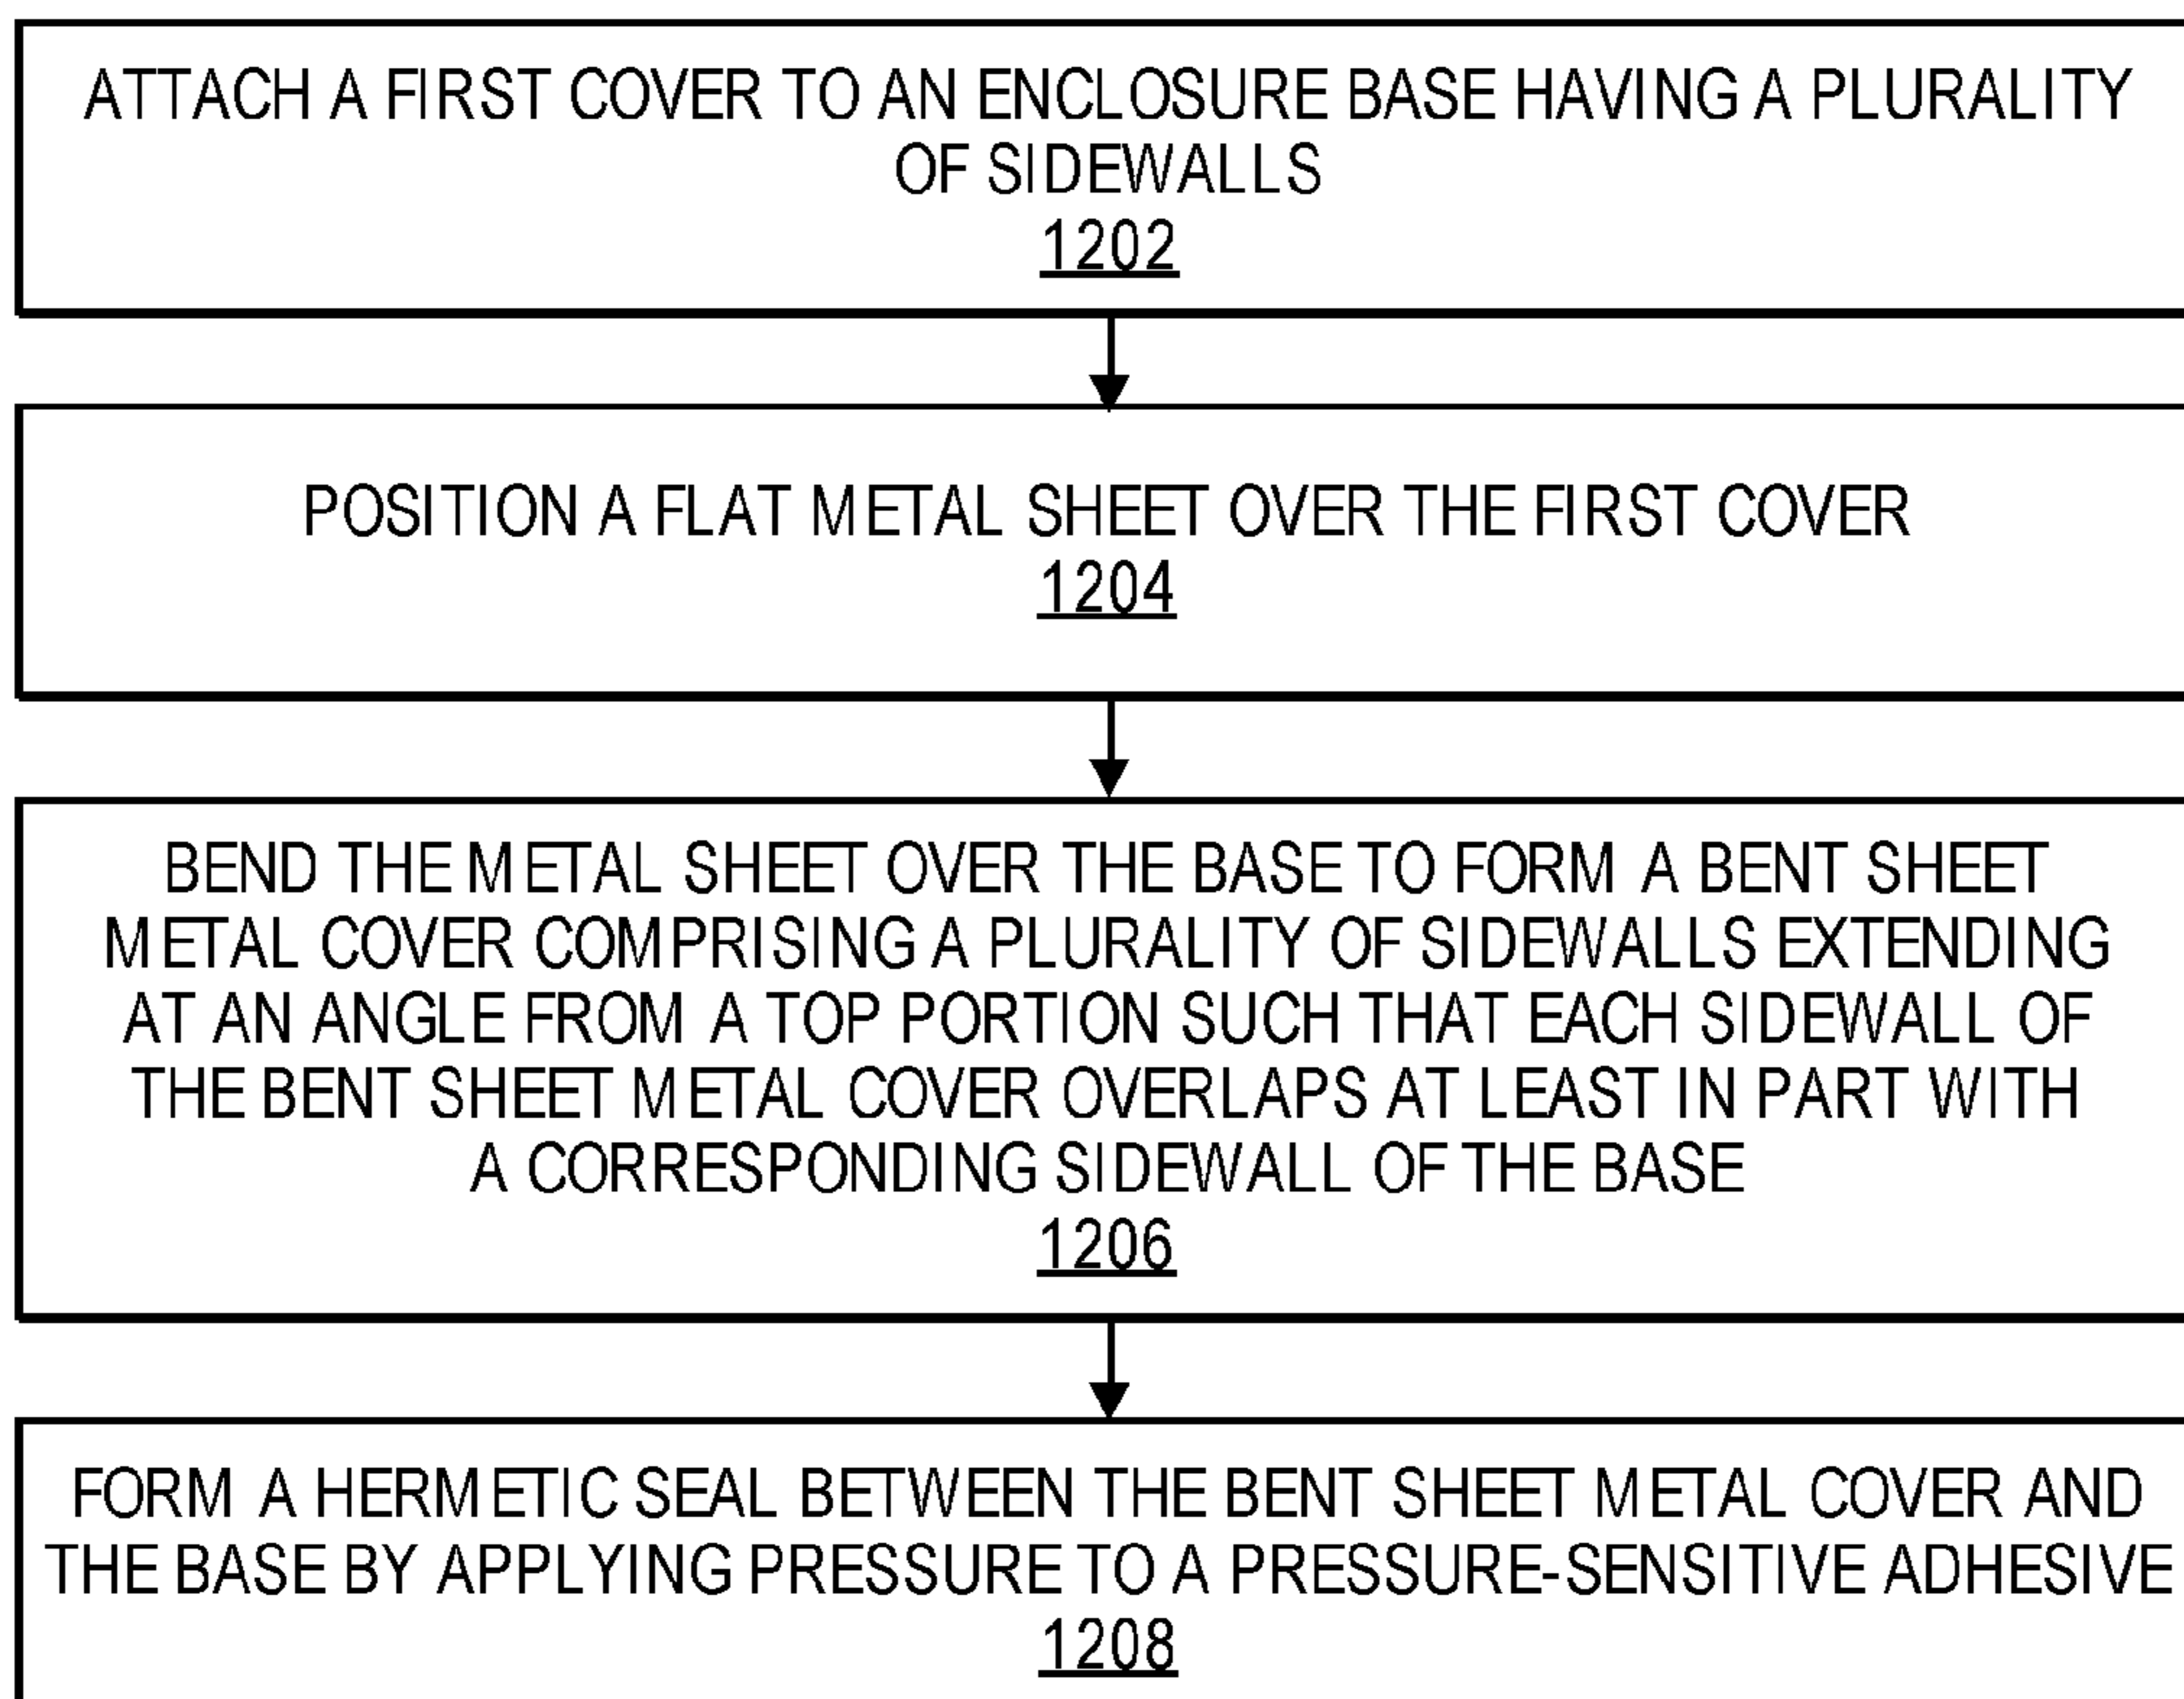 ATTACH A FIRST COVER TO AN ENCLOSURE BASE HAVING A PLURALITY
OF SIDEWALLS
1202
POSITION A FLAT METAL SHEET OVER THE FIRST COVER
1204
BEND THE METAL SHEET OVER THE BASE TO FORM A BENT SHEET
METAL COVER COMPRISING A PLURALITY OF SIDEWALLS EXTENDING
AT AN ANGLE FROM A TOP PORTION SUCH THAT EACH SIDEWALL OF
THE BENT SHEET METAL COVER OVERLAPS AT LEAST IN PART WITH
A CORRESPONDING SIDEWALL OF THE BASE
1206
FORM A HERMETIC SEAL BETWEEN THE BENT SHEET METAL COVER AND
THE BASE BY APPLYING PRESSURE TO A PRESSURE-SENSITIVE ADHESIVE
1208